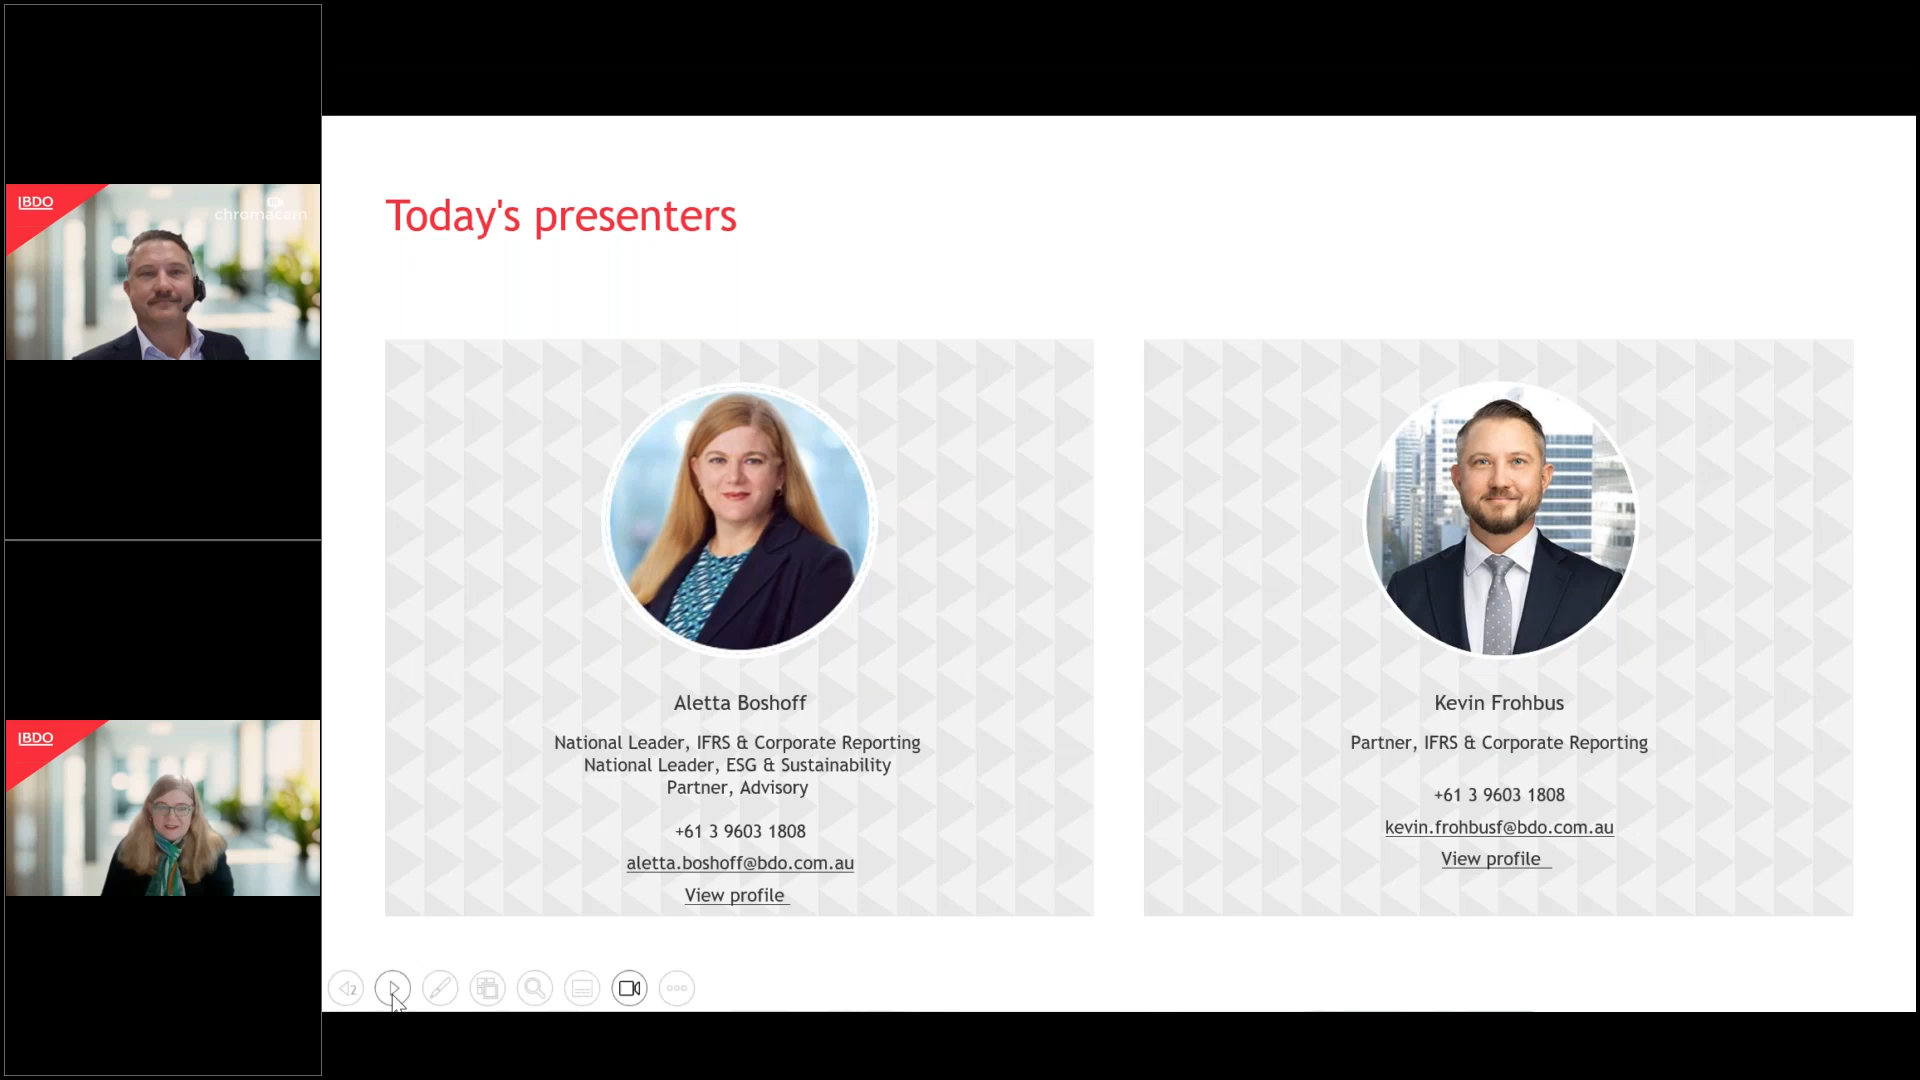 BDO
chromacam
BDO
Today's presenters
Aletta Boshoff
National Leader, IFRS & Corporate Reporting
National Leader, ESG & Sustainability
Partner, Advisory
+61 3 9603 1808
aletta.boshoff@bdo.com.au
View profile
Kevin Frohbus
Partner, IFRS & Corporate Reporting
+61 3 9603 1808
kevin.frohbusf@bdo.com.au
View profile
2